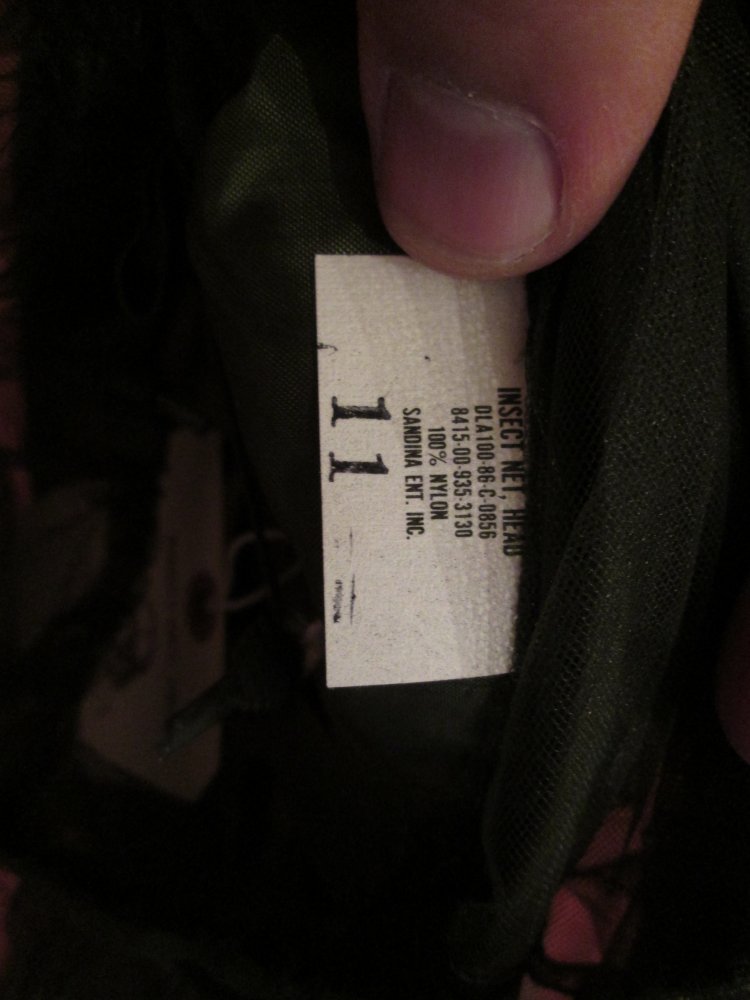 INSECT NET, HEAD
DLA100-86-C-0856
8415-00-935-3130
100% NYLON
SANDINA ENT. INC.
11